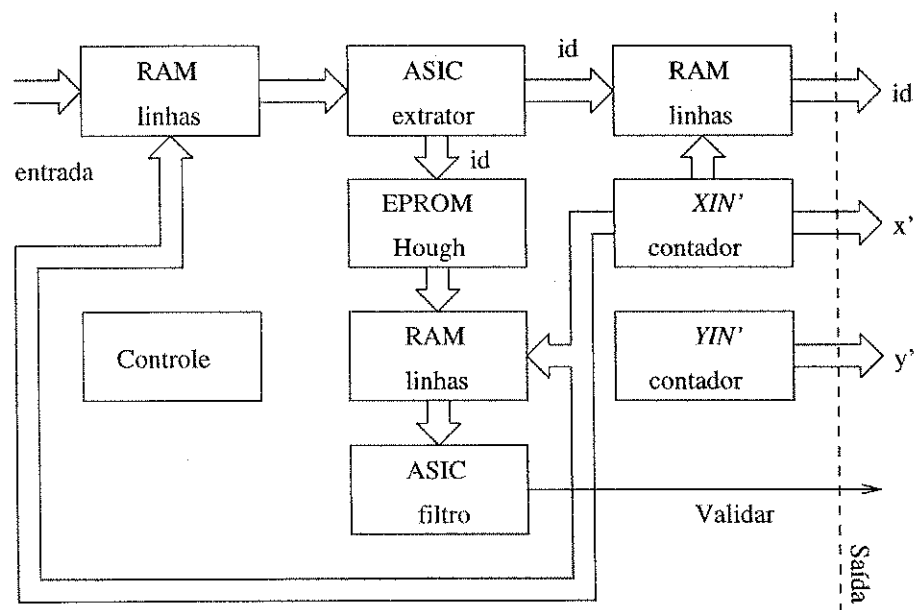 id
RAM
linhas
ASIC
extrator
RAM
linhas
id
entrada
id
EPROM
Hough
XIN'
contador
x'
Controle
RAM
linhas
YIN'
contador
y'
ASIC
filtro
Validar
Saída